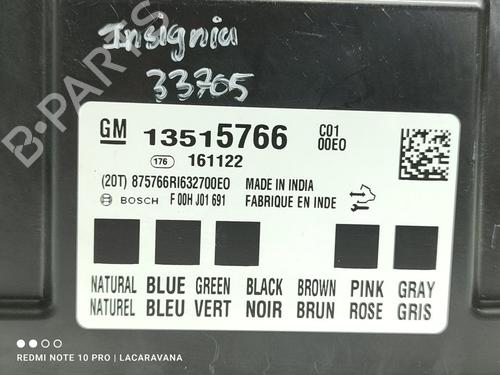 Insignia
33705
B-PARTS
GM 13515766 C01
00E0
176 161122
(20T) 875766RI632700E0 MADE IN INDIA
BOSCH F 00H J01 691 FABRIQUE EN INDE
NATURAL BLUE GREEN BLACK BROWN PINK GRAY
NATUREL BLEU VERT NOIR BRUN ROSE GRIS
REDMI NOTE 10 PRO | LACARAVANA